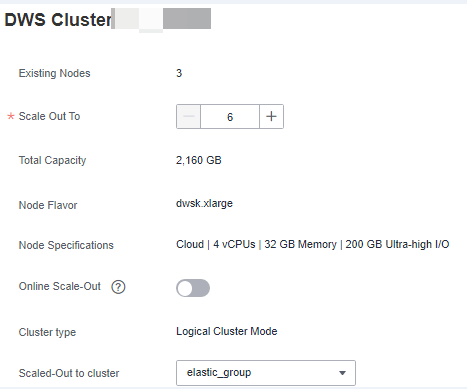 DWS Cluster
Existing Nodes 3
* Scale Out To − 6 +
Total Capacity 2,160 GB
Node Flavor dwsk.xlarge
Node Specifications Cloud | 4 vCPUs | 32 GB Memory | 200 GB Ultra-high I/O
Online Scale-Out ?
Cluster type Logical Cluster Mode
Scaled-Out to cluster elastic_group